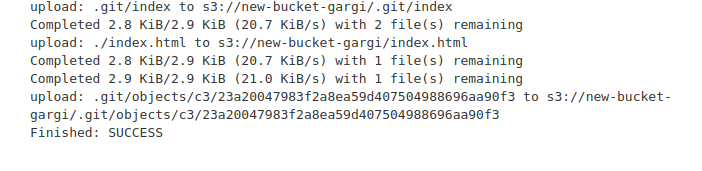 upload: .git/index to s3://new-bucket-gargi/.git/index
Completed 2.8 KiB/2.9 KiB (20.7 KiB/s) with 2 file(s) remaining
upload: ./index.html to s3://new-bucket-gargi/index.html
Completed 2.8 KiB/2.9 KiB (20.7 KiB/s) with 1 file(s) remaining
Completed 2.9 KiB/2.9 KiB (21.0 KiB/s) with 1 file(s) remaining
upload: .git/objects/c3/23a20047983f2a8ea59d407504988696aa90f3 to s3://new-bucket-
gargi/.git/objects/c3/23a20047983f2a8ea59d407504988696aa90f3
Finished: SUCCESS